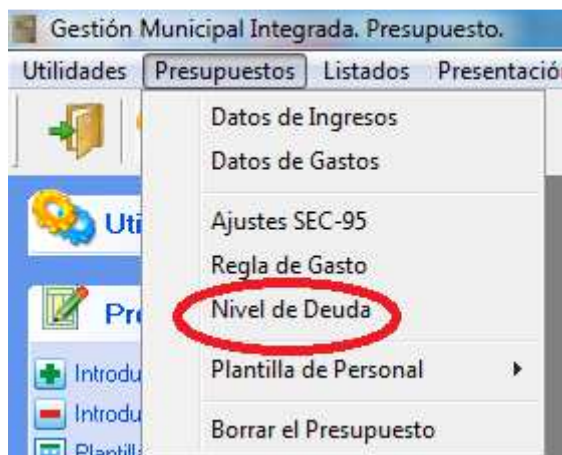 Gestión Municipal Integrada. Presupuesto.
Utilidades Presupuestos Listados
Datos de Ingresos
Datos de Gastos
Ajustes SEC-95
Regla de Gasto
Nivel de Deuda
Plantilla de Personal
Borrar el Presupuesto